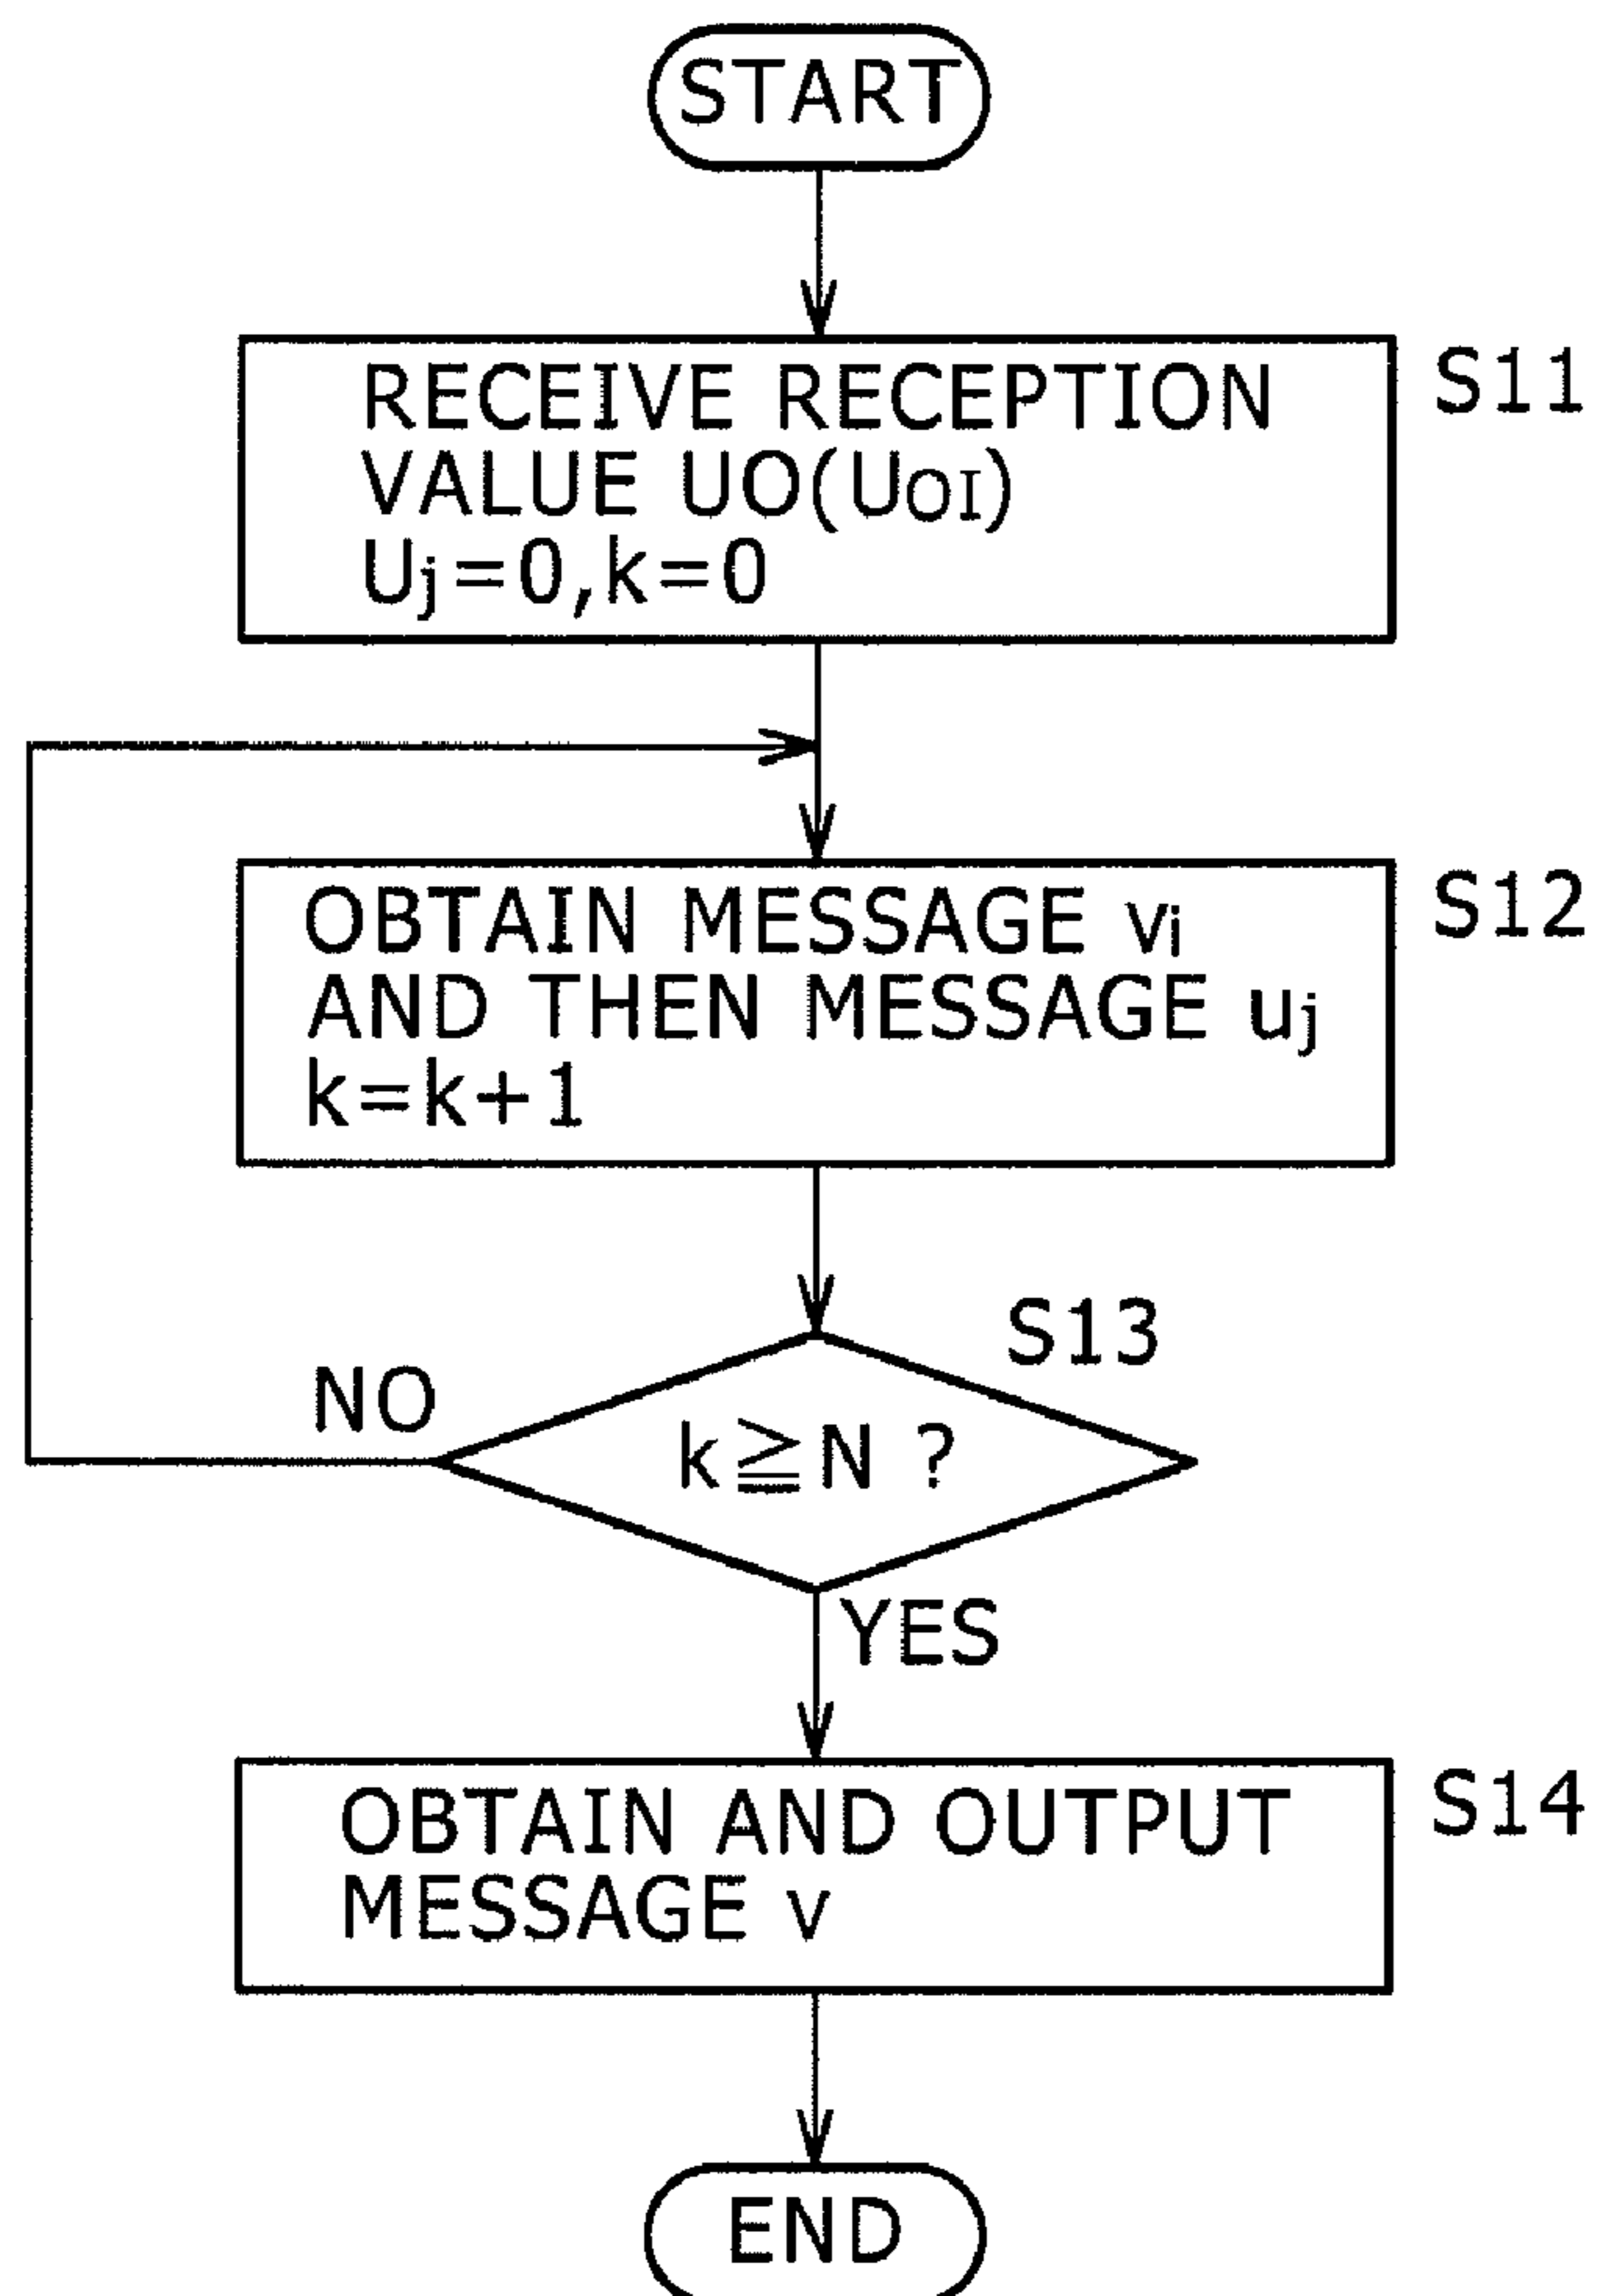 START
RECEIVE RECEPTION
VALUE UO(UOI)
Uj=0,k=0
S11
OBTAIN MESSAGE vi
AND THEN MESSAGE uj
k=k+1
S12
S13
NO
k≧N ?
YES
OBTAIN AND OUTPUT
MESSAGE v
S14
END